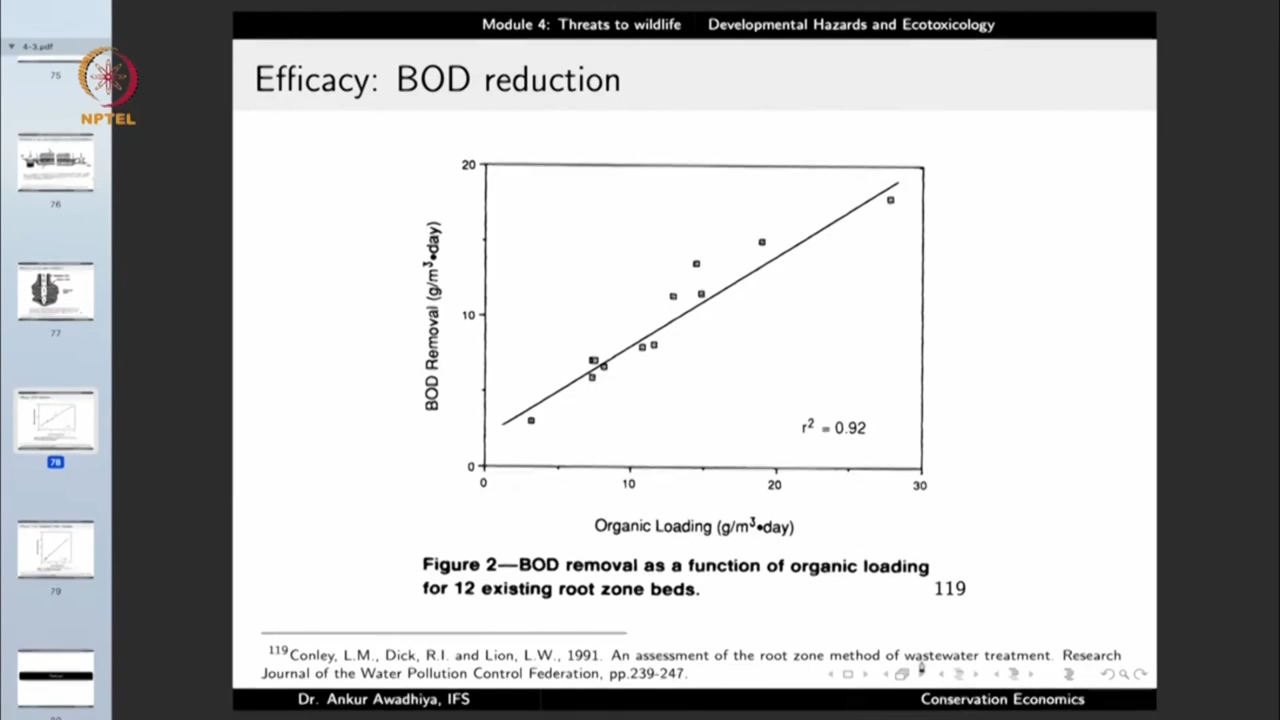 Module 4: Threats to wildlife Developmental Hazards and Ecotoxicology
4-3.pdf
75
NPTEL
76
77
78
79
Efficacy: BOD reduction
20
10
0
BOD Removal (g/m³•day)
r² = 0.92
0 10 20 30
Organic Loading (g/m³•day)
Figure 2—BOD removal as a function of organic loading
for 12 existing root zone beds. 119
119Conley, L.M., Dick, R.I. and Lion, L.W., 1991. An assessment of the root zone method of wastewater treatment. Research
Journal of the Water Pollution Control Federation, pp.239-247.
Dr. Ankur Awadhiya, IFS Conservation Economics